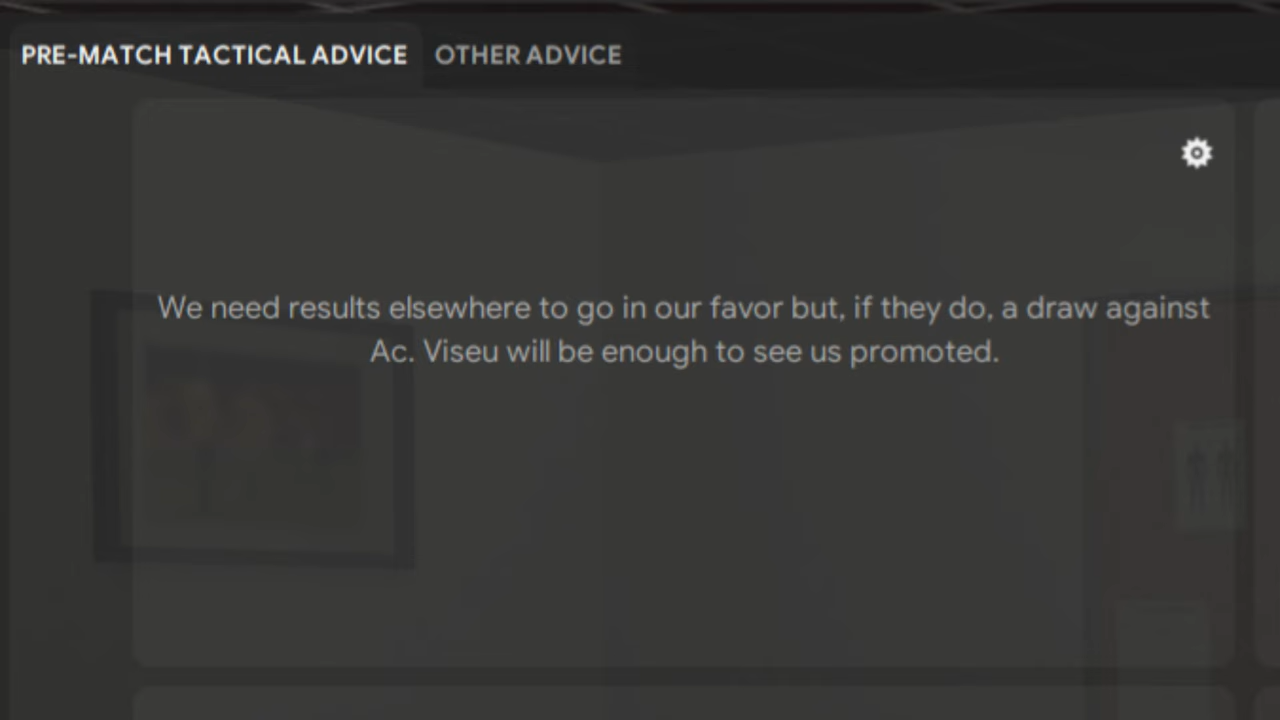 PRE-MATCH TACTICAL ADVICE OTHER ADVICE
We need results elsewhere to go in our favor but, if they do, a draw against
Ac. Viseu will be enough to see us promoted.